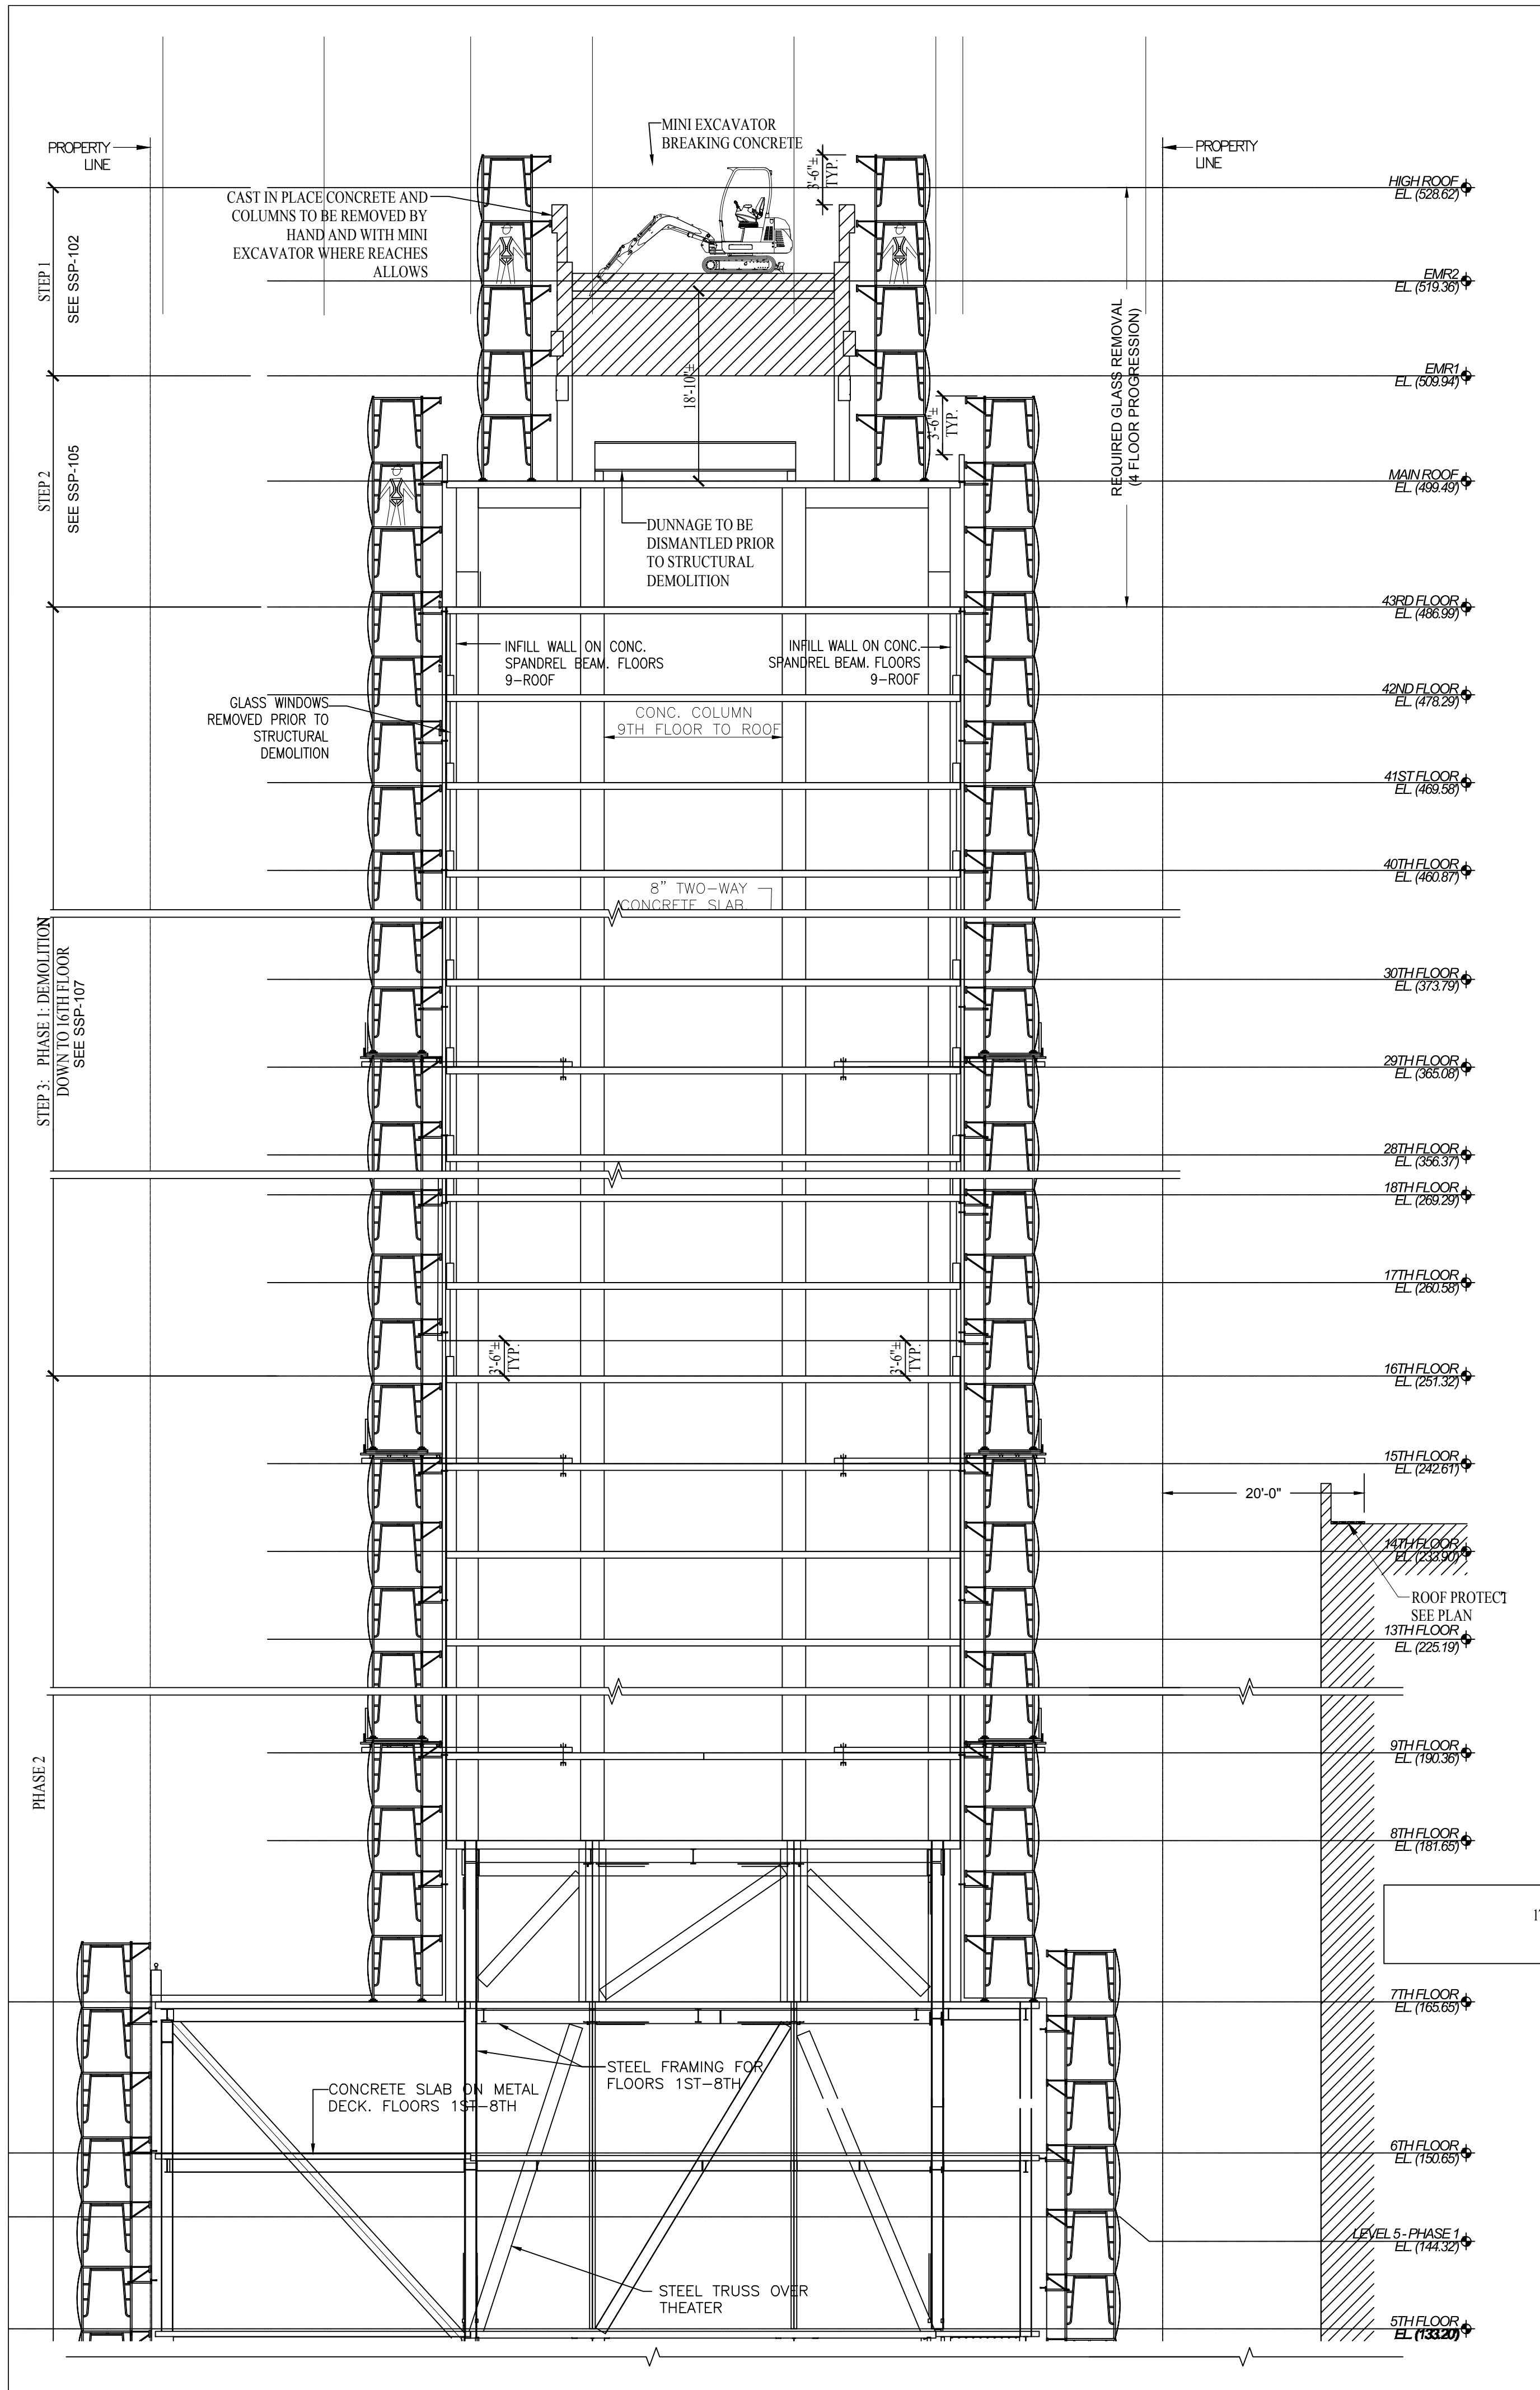 MINI EXCAVATOR
BREAKING CONCRETE
PROPERTY
LINE
PROPERTY
LINE
3'-6"±
TYP.
HIGH ROOF
EL. (528.62')
CAST IN PLACE CONCRETE AND
COLUMNS TO BE REMOVED BY
HAND AND WITH MINI
EXCAVATOR WHERE REACHES
ALLOWS
STEP 1
SEE SSP-102
EMR2
EL. (519.36')
REQUIRED GLASS REMOVAL
(4 FLOOR PROGRESSION)
EMR1
EL. (509.94')
18'-10"±
3'-6"±
TYP.
STEP 2
SEE SSP-105
MAIN ROOF
EL. (499.49')
DUNNAGE TO BE
DISMANTLED PRIOR
TO STRUCTURAL
DEMOLITION
43RD FLOOR
EL. (486.99')
INFILL WALL ON CONC.
SPANDREL BEAM. FLOORS
9-ROOF
INFILL WALL ON CONC.
SPANDREL BEAM. FLOORS
9-ROOF
42ND FLOOR
EL. (478.29')
GLASS WINDOWS
REMOVED PRIOR TO
STRUCTURAL
DEMOLITION
CONC. COLUMN
9TH FLOOR TO ROOF
41ST FLOOR
EL. (469.58')
40TH FLOOR
EL. (460.87')
8" TWO-WAY
CONCRETE SLAB
STEP 3: PHASE 1: DEMOLITION
DOWN TO 16TH FLOOR
SEE SSP-107
30TH FLOOR
EL. (373.79')
29TH FLOOR
EL. (365.08')
28TH FLOOR
EL. (356.37')
18TH FLOOR
EL. (269.29')
17TH FLOOR
EL. (260.58')
3'-6"±
TYP.
3'-6"±
TYP.
16TH FLOOR
EL. (251.32')
15TH FLOOR
EL. (242.61')
20'-0"
14TH FLOOR
EL. (233.90')
ROOF PROTECT
SEE PLAN
13TH FLOOR
EL. (225.19')
PHASE 2
9TH FLOOR
EL. (190.36')
8TH FLOOR
EL. (181.65')
7TH FLOOR
EL. (165.65')
STEEL FRAMING FOR
FLOORS 1ST-8TH
CONCRETE SLAB ON METAL
DECK. FLOORS 1ST-8TH
6TH FLOOR
EL. (150.65')
LEVEL 5 - PHASE 1
EL. (144.32')
STEEL TRUSS OVER
THEATER
5TH FLOOR
EL. (133.20')